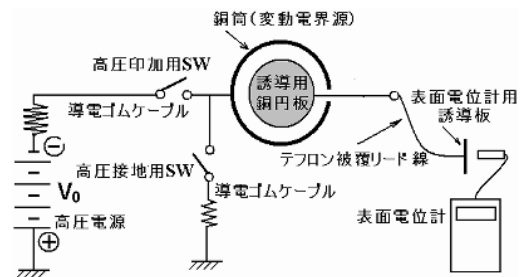 銅筒(変動電界源)
高圧印加用SW
誘導用
銅円板
導電ゴムケーブル
表面電位計用
誘導板
テフロン被覆リード線
高圧接地用SW
導電ゴムケーブル
⊖
V₀
高圧電源
⊕
表面電位計